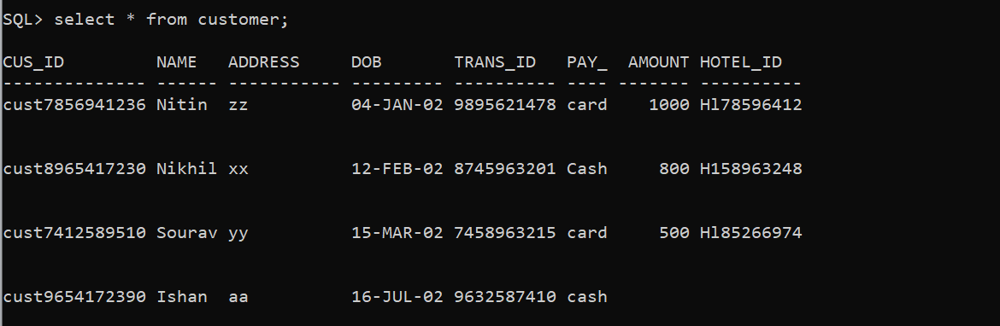 SQL> select * from customer;
CUS_ID         NAME   ADDRESS     DOB       TRANS_ID   PAY_  AMOUNT HOTEL_ID
-------------- ------ ----------- --------- ---------- ---- ------- ----------
cust7856941236 Nitin  zz          04-JAN-02 9895621478 card    1000 Hl78596412
cust8965417230 Nikhil xx          12-FEB-02 8745963201 Cash     800 H158963248
cust7412589510 Sourav yy          15-MAR-02 7458963215 card     500 Hl85266974
cust9654172390 Ishan  aa          16-JUL-02 9632587410 cash